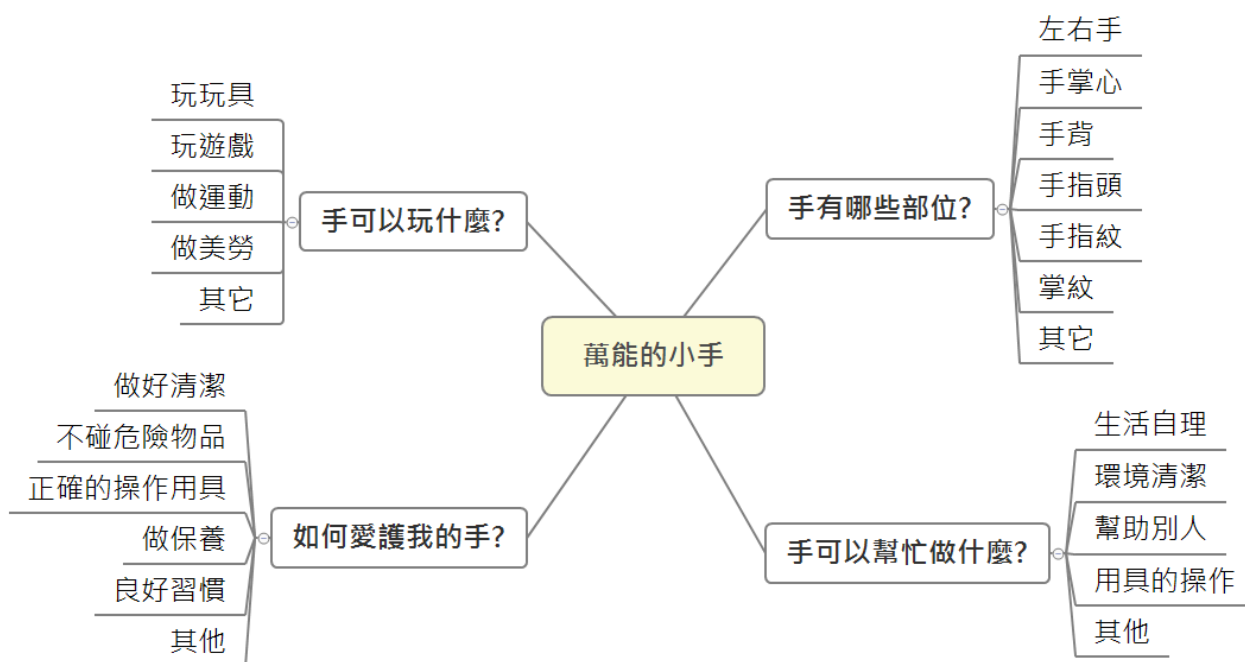 萬能的小手
手有哪些部位?
左右手
手掌心
手背
手指頭
手指紋
掌紋
其它
手可以幫忙做什麼?
生活自理
環境清潔
幫助別人
用具的操作
其他
手可以玩什麼?
玩玩具
玩遊戲
做運動
做美勞
其它
如何愛護我的手?
做好清潔
不碰危險物品
正確的操作用具
做保養
良好習慣
其他